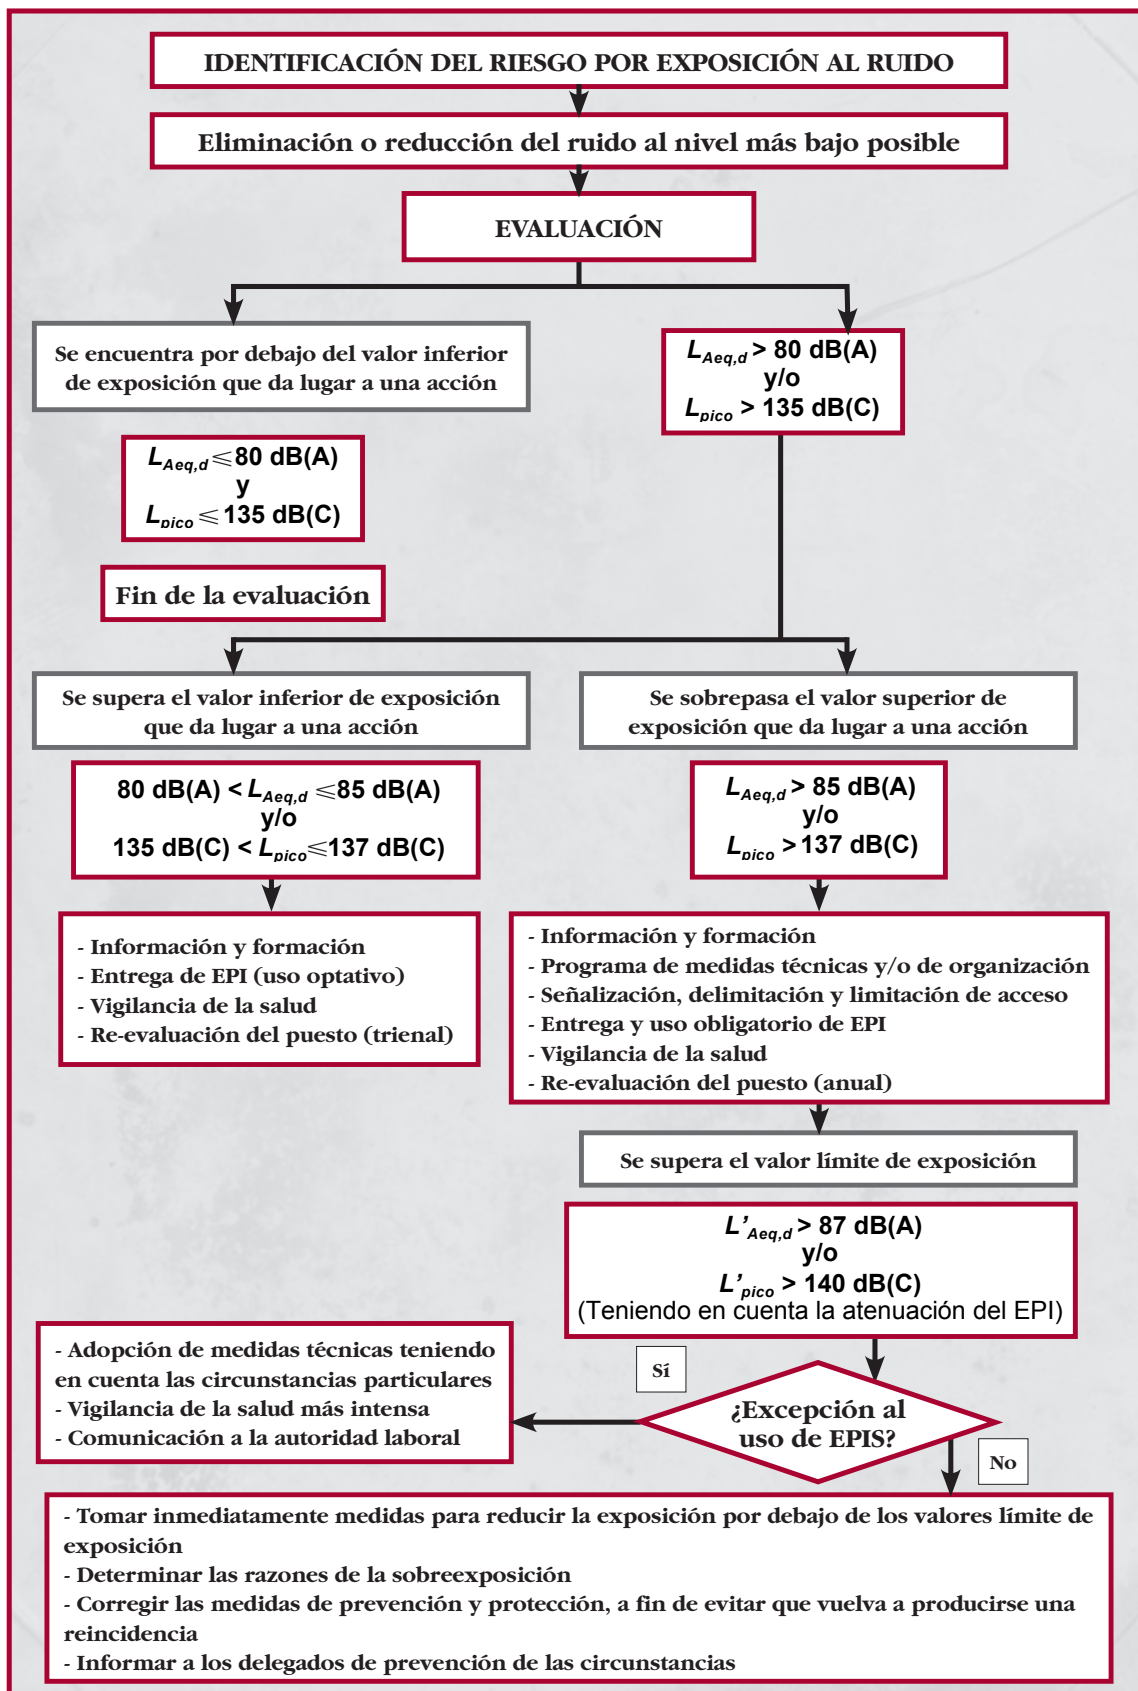 IDENTIFICACIÓN DEL RIESGO POR EXPOSICIÓN AL RUIDO
Eliminación o reducción del ruido al nivel más bajo posible
EVALUACIÓN
Se encuentra por debajo del valor inferior
de exposición que da lugar a una acción
L Aeq,d ≤ 80 dB(A)
y
L pico ≤ 135 dB(C)
Fin de la evaluación
L Aeq,d > 80 dB(A)
y/o
L pico > 135 dB(C)
Se supera el valor inferior de exposición
que da lugar a una acción
80 dB(A) < L Aeq,d ≤ 85 dB(A)
y/o
135 dB(C) < L pico ≤ 137 dB(C)
- Información y formación
- Entrega de EPI (uso optativo)
- Vigilancia de la salud
- Re-evaluación del puesto (trienal)
Se sobrepasa el valor superior de
exposición que da lugar a una acción
L Aeq,d > 85 dB(A)
y/o
L pico > 137 dB(C)
- Información y formación
- Programa de medidas técnicas y/o de organización
- Señalización, delimitación y limitación de acceso
- Entrega y uso obligatorio de EPI
- Vigilancia de la salud
- Re-evaluación del puesto (anual)
Se supera el valor límite de exposición
L’ Aeq,d > 87 dB(A)
y/o
L’ pico > 140 dB(C)
(Teniendo en cuenta la atenuación del EPI)
¿Excepción al
uso de EPIS?
Sí
- Adopción de medidas técnicas teniendo
en cuenta las circunstancias particulares
- Vigilancia de la salud más intensa
- Comunicación a la autoridad laboral
No
- Tomar inmediatamente medidas para reducir la exposición por debajo de los valores límite de
exposición
- Determinar las razones de la sobreexposición
- Corregir las medidas de prevención y protección, a fin de evitar que vuelva a producirse una
reincidencia
- Informar a los delegados de prevención de las circunstancias